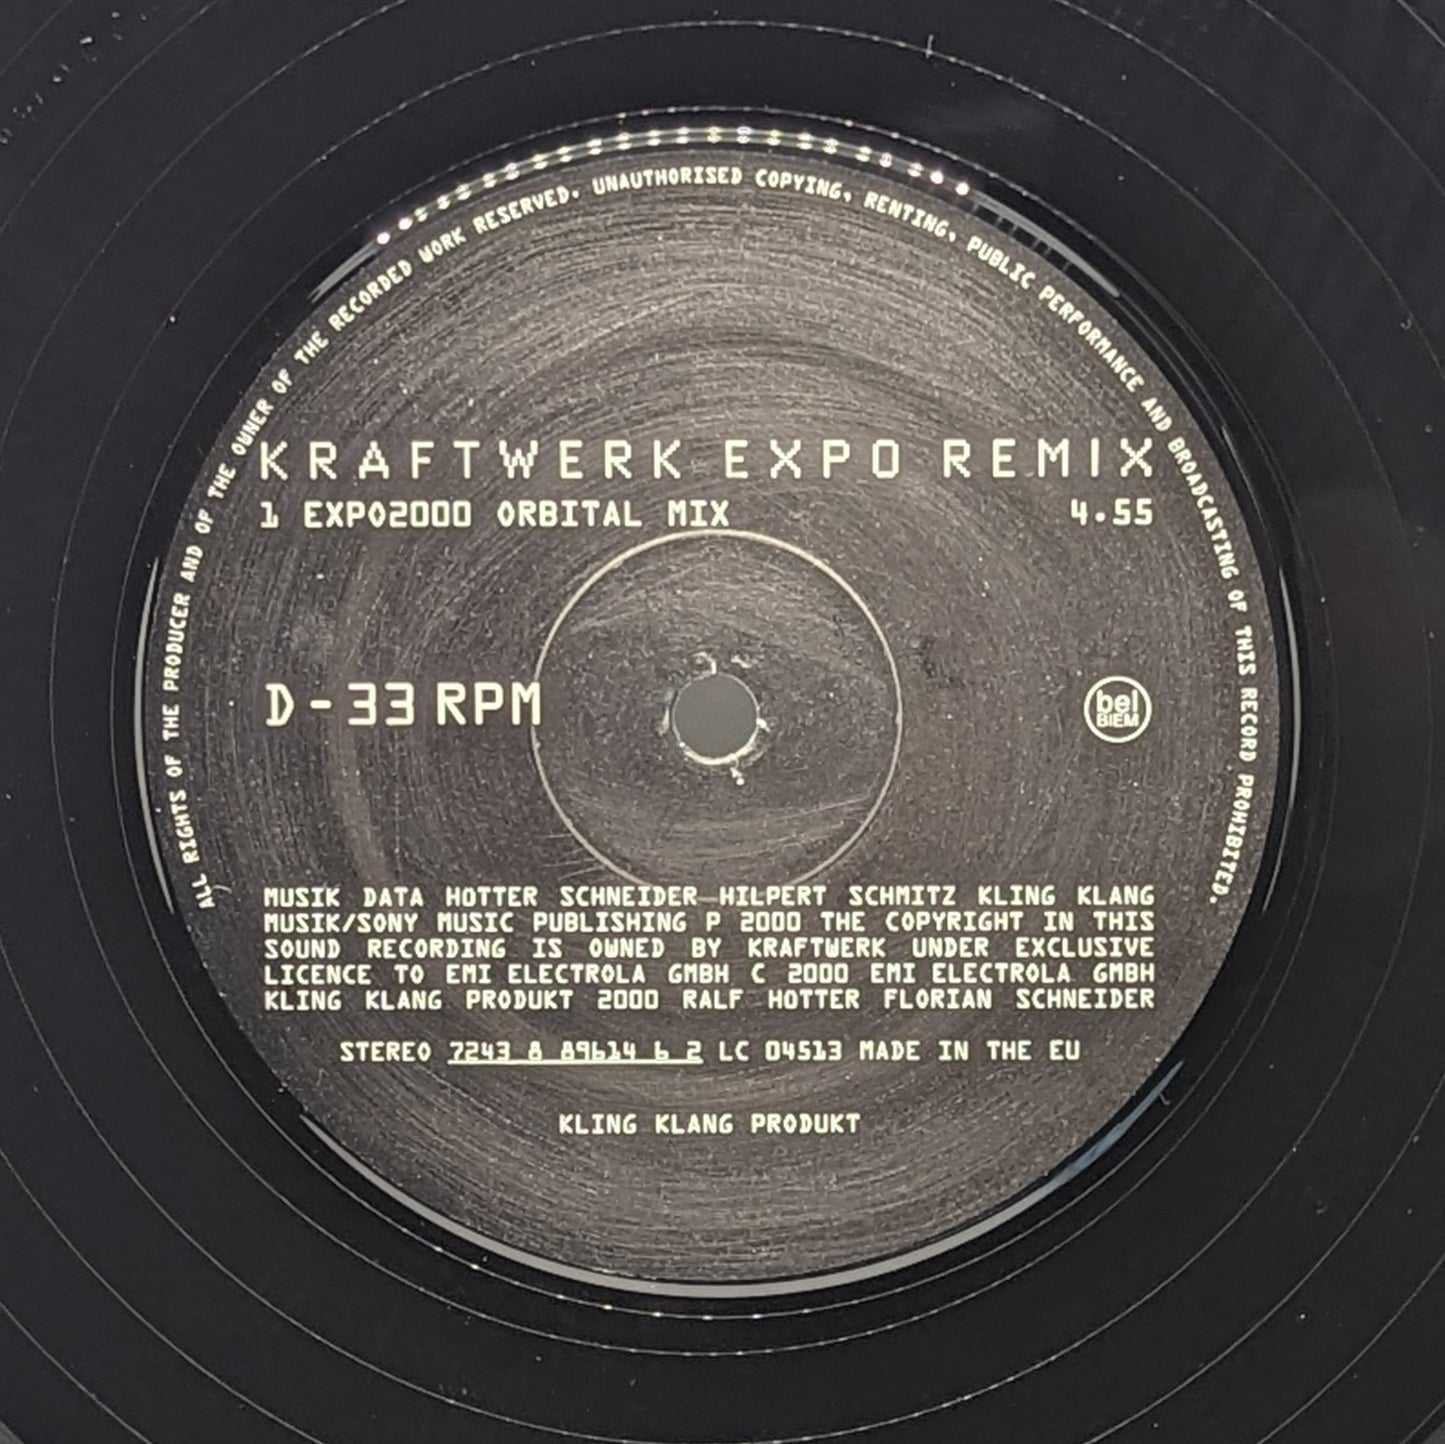 ALL RIGHTS OF THE PRODUCER AND OF THE OWNER OF THE RECORDED WORK RESERVED. UNAUTHORISED COPYING, RENTING, PUBLIC PERFORMANCE AND BROADCASTING OF THIS RECORD PROHIBITED.
KRAFTWERK EXPO REMIX
1 EXPO2000 ORBITAL MIX 4.55
D-33 RPM
bel
BIEM
MUSIK DATA HOTTER SCHNEIDER HILPERT SCHMITZ KLING KLANG
MUSIK/SONY MUSIC PUBLISHING P 2000 THE COPYRIGHT IN THIS
SOUND RECORDING IS OWNED BY KRAFTWERK UNDER EXCLUSIVE
LICENCE TO EMI ELECTROLA GMBH C 2000 EMI ELECTROLA GMBH
KLING KLANG PRODUKT 2000 RALF HOTTER FLORIAN SCHNEIDER
STEREO 7243 8 89614 6 2 LC 04513 MADE IN THE EU
KLING KLANG PRODUKT